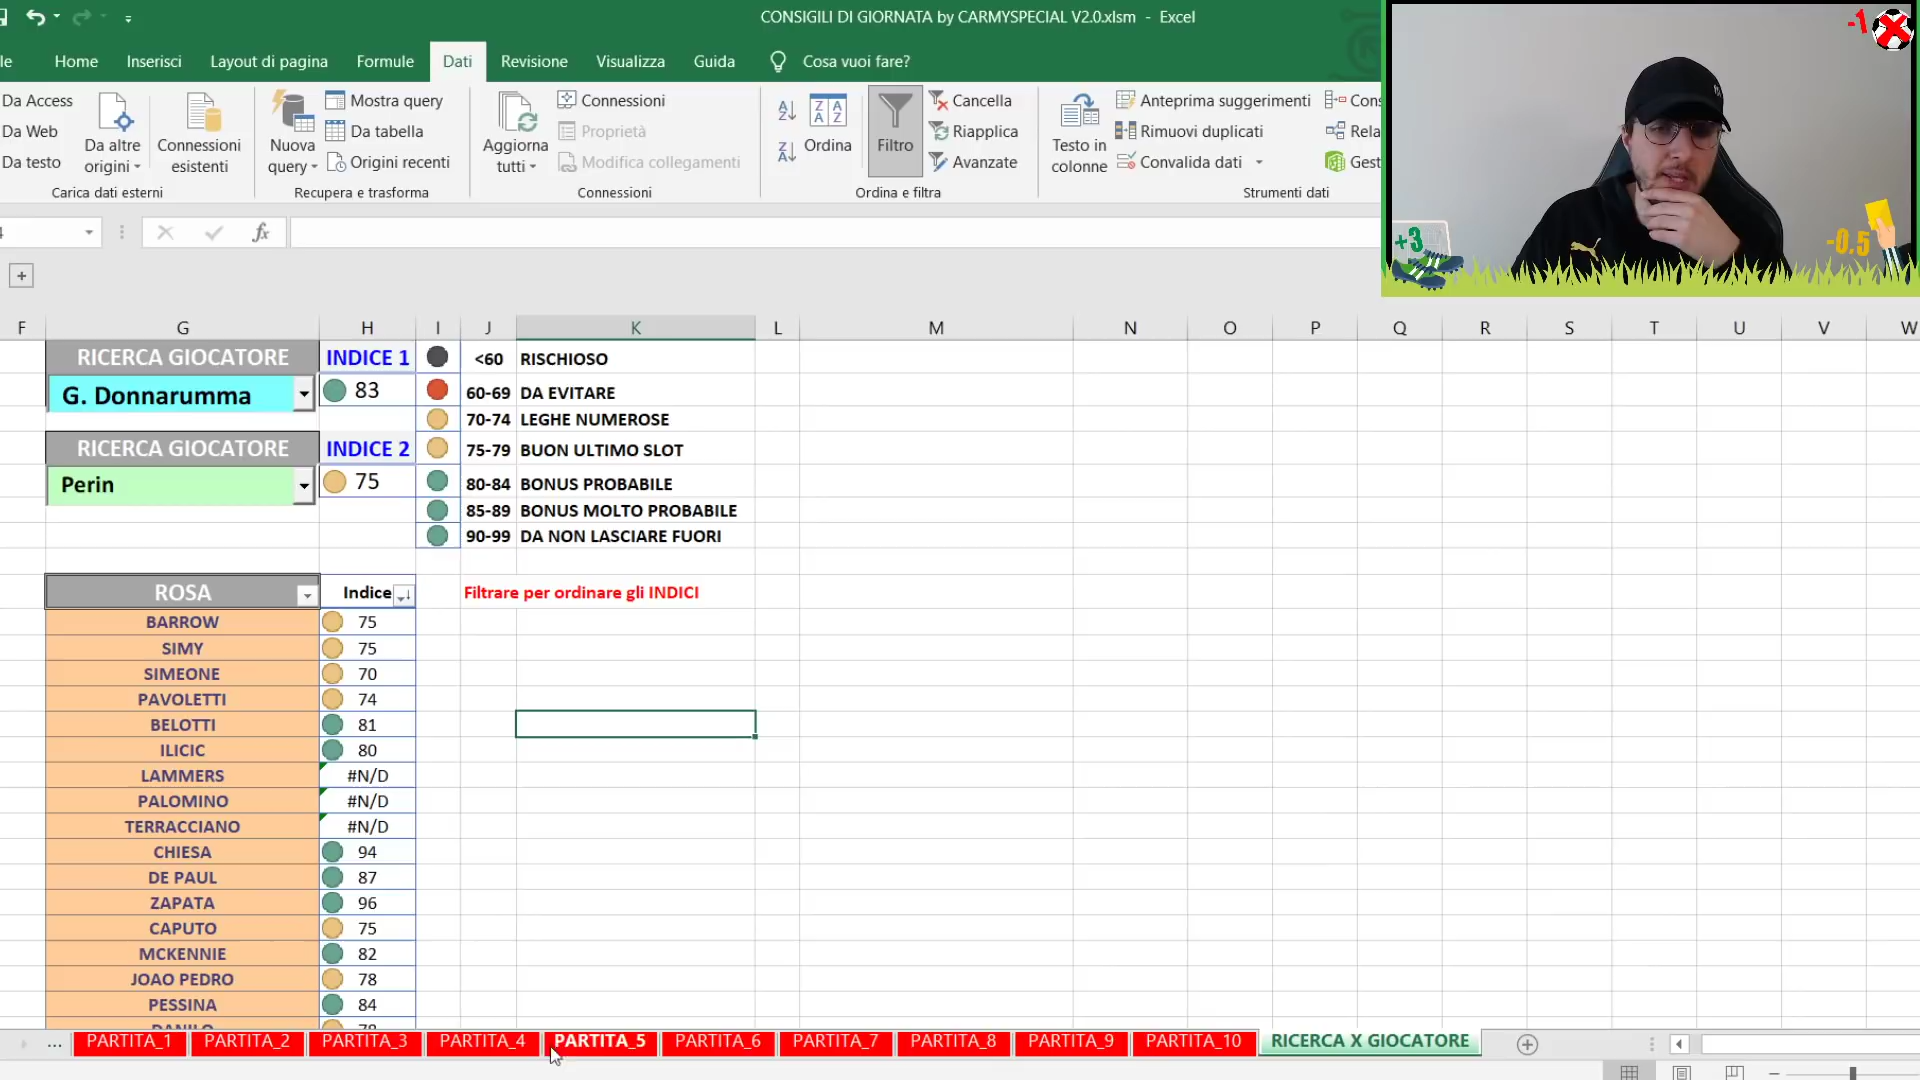 CONSIGILI DI GIORNATA by CARMYSPECIAL V2.0.xlsm - Excel
le Home Inserisci Layout di pagina Formule Dati Revisione Visualizza Guida Cosa vuoi fare?
Da Access
Da Web
Da testo
Da altre origini
Connessioni esistenti
Carica dati esterni
Nuova query
Mostra query
Da tabella
Origini recenti
Recupera e trasforma
Aggiorna tutti
Connessioni
Proprietà
Modifica collegamenti
Connessioni
A Z
Z A
Z A A Z
Ordina
Filtro
Cancella
Riapplica
Avanzate
Ordina e filtra
Testo in colonne
Anteprima suggerimenti
Rimuovi duplicati
Convalida dati
Cons
Rela
Gest
Strumenti dati
-1
+3
-0.5
fx
F G H I J K L M N O P Q R S T U V W
RICERCA GIOCATORE INDICE 1 <60 RISCHIOSO
G. Donnarumma 83 60-69 DA EVITARE
70-74 LEGHE NUMEROSE
RICERCA GIOCATORE INDICE 2 75-79 BUON ULTIMO SLOT
Perin 75 80-84 BONUS PROBABILE
85-89 BONUS MOLTO PROBABILE
90-99 DA NON LASCIARE FUORI
ROSA Indice Filtrare per ordinare gli INDICI
BARROW 75
SIMY 75
SIMEONE 70
PAVOLETTI 74
BELOTTI 81
ILICIC 80
LAMMERS #N/D
PALOMINO #N/D
TERRACCIANO #N/D
CHIESA 94
DE PAUL 87
ZAPATA 96
CAPUTO 75
MCKENNIE 82
JOAO PEDRO 78
PESSINA 84
DANILO 78
... PARTITA_1 PARTITA_2 PARTITA_3 PARTITA_4 PARTITA_5 PARTITA_6 PARTITA_7 PARTITA_8 PARTITA_9 PARTITA_10 RICERCA X GIOCATORE